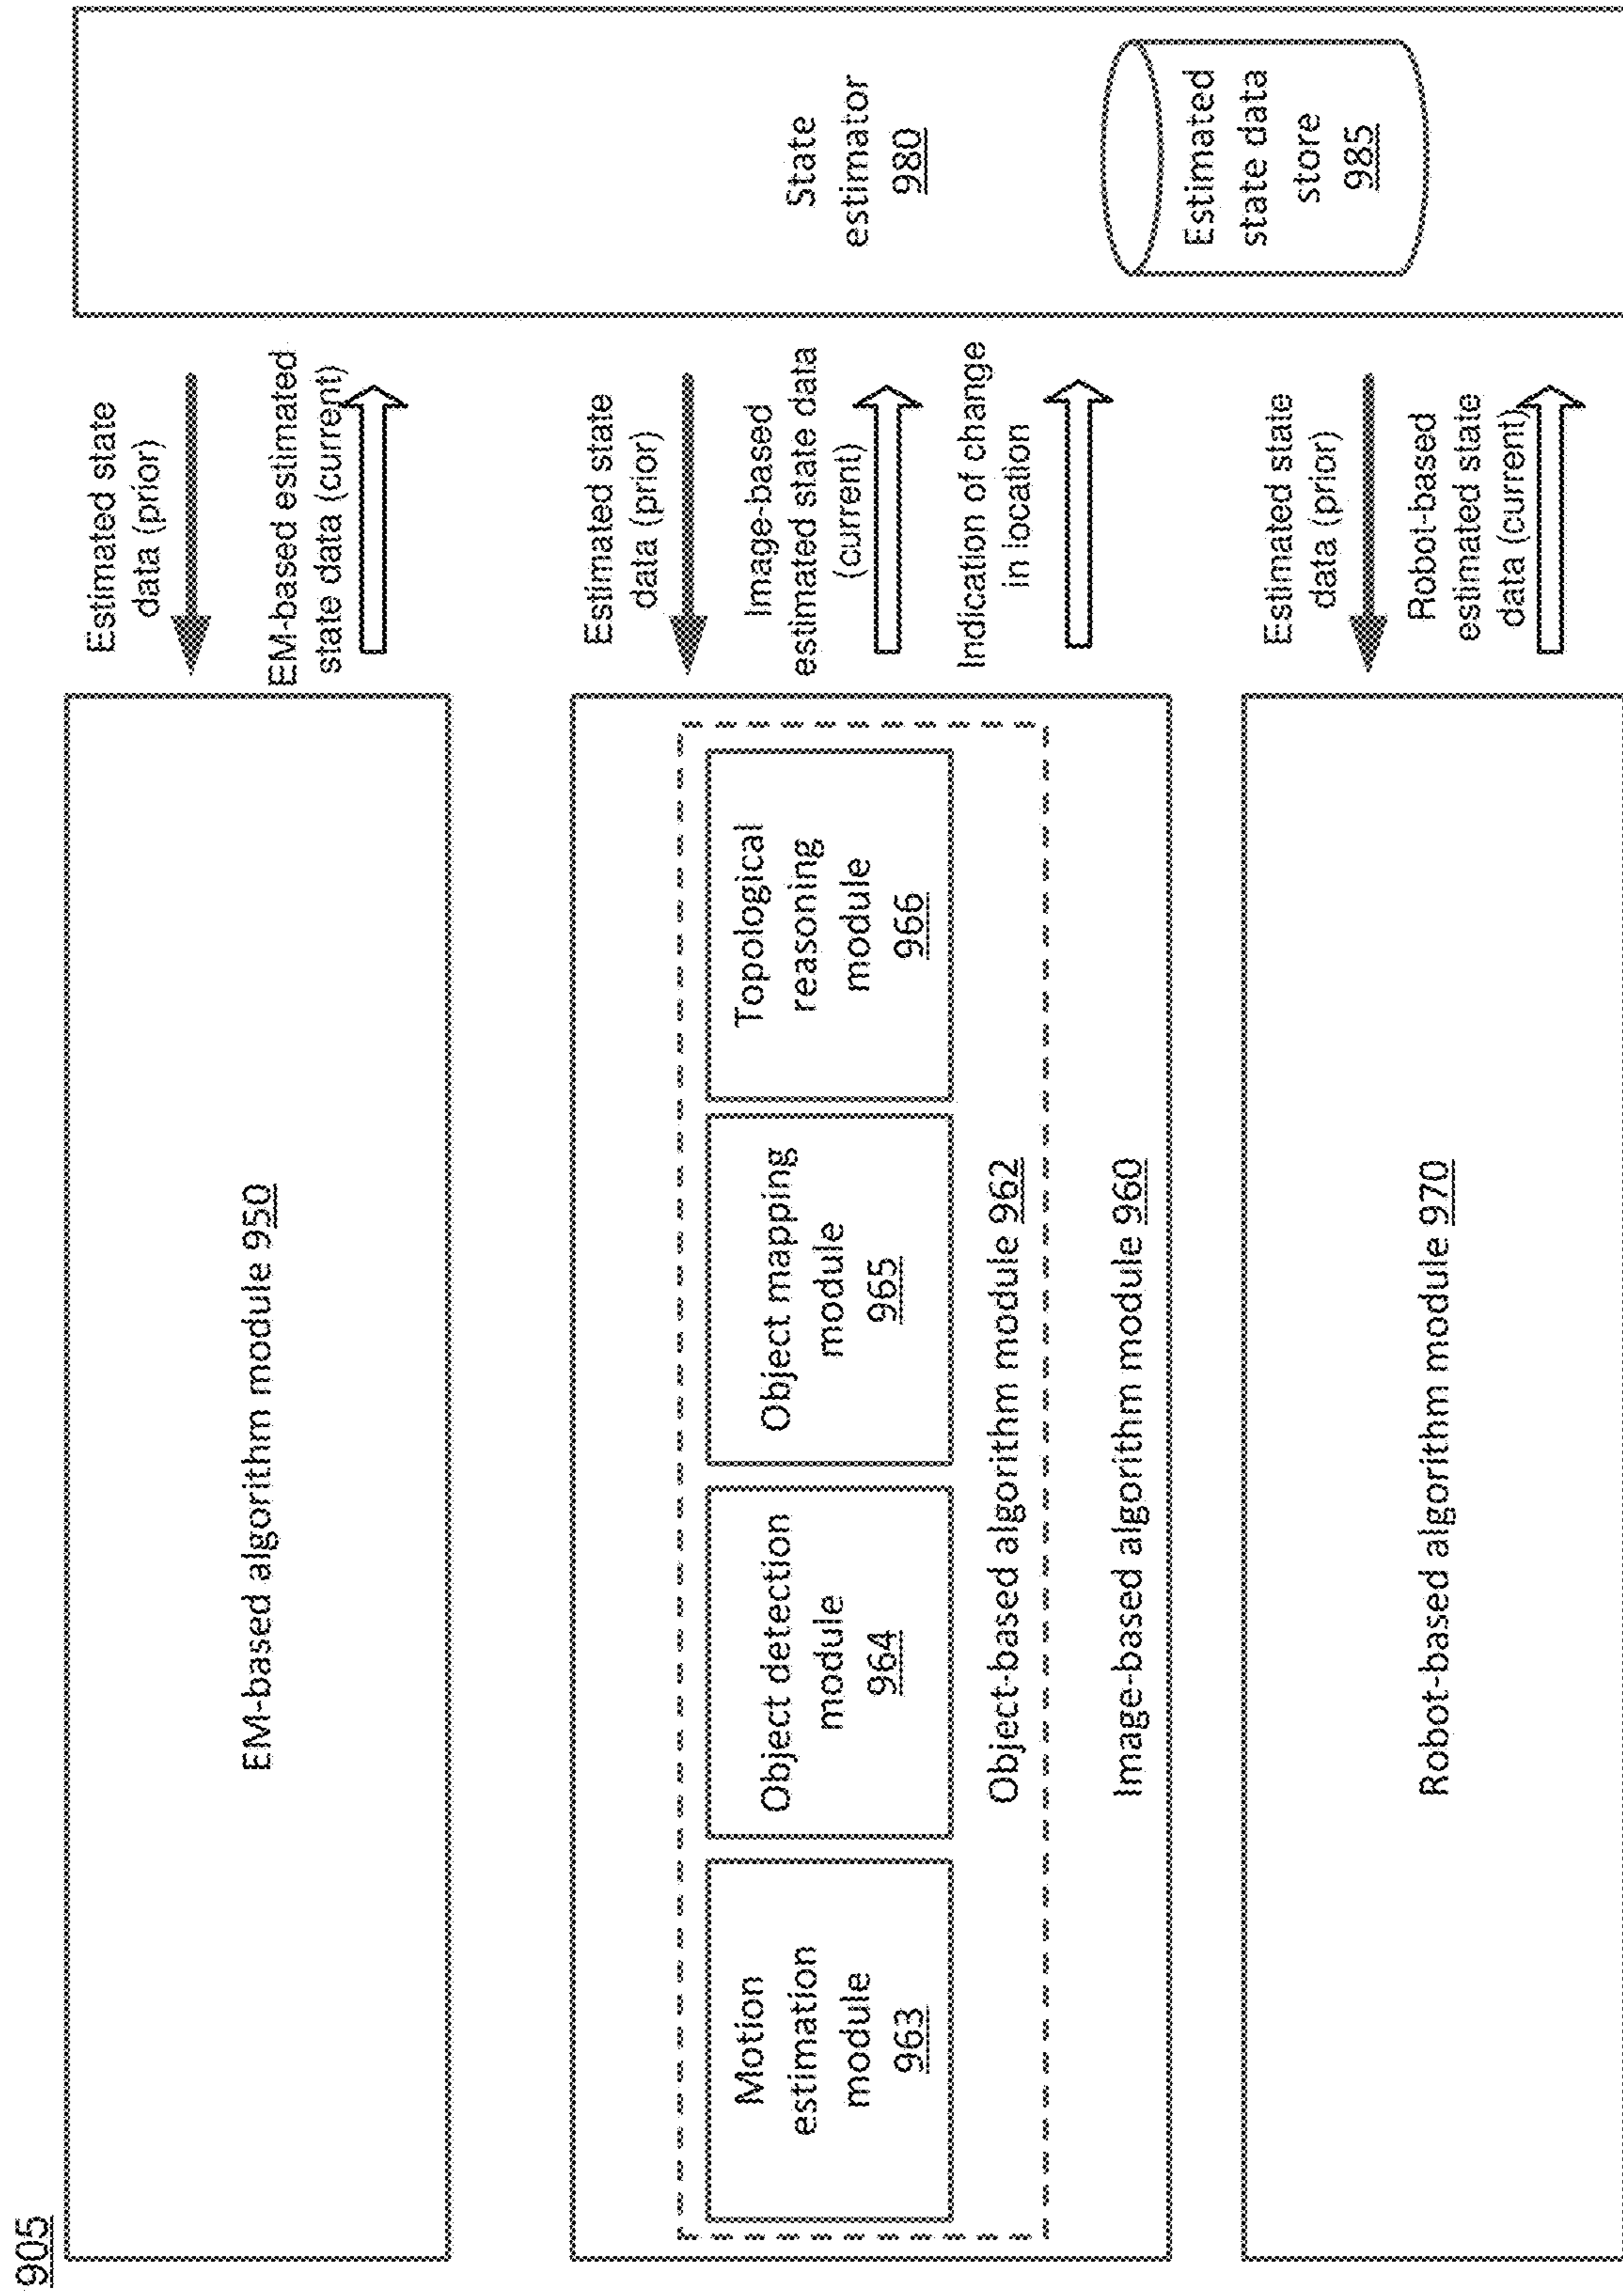 905
EM-based algorithm module 950
Estimated state
data (prior)
EM-based estimated
state data (current)
Motion
estimation
module
963
Object detection
module
964
Object mapping
module
965
Topological
reasoning
module
966
Object-based algorithm module 962
Image-based algorithm module 960
Estimated state
data (prior)
Image-based
estimated state data
(current)
Indication of change
in location
Robot-based algorithm module 970
Estimated state
data (prior)
Robot-based
estimated state
data (current)
State
estimator
980
Estimated
state data
store
985